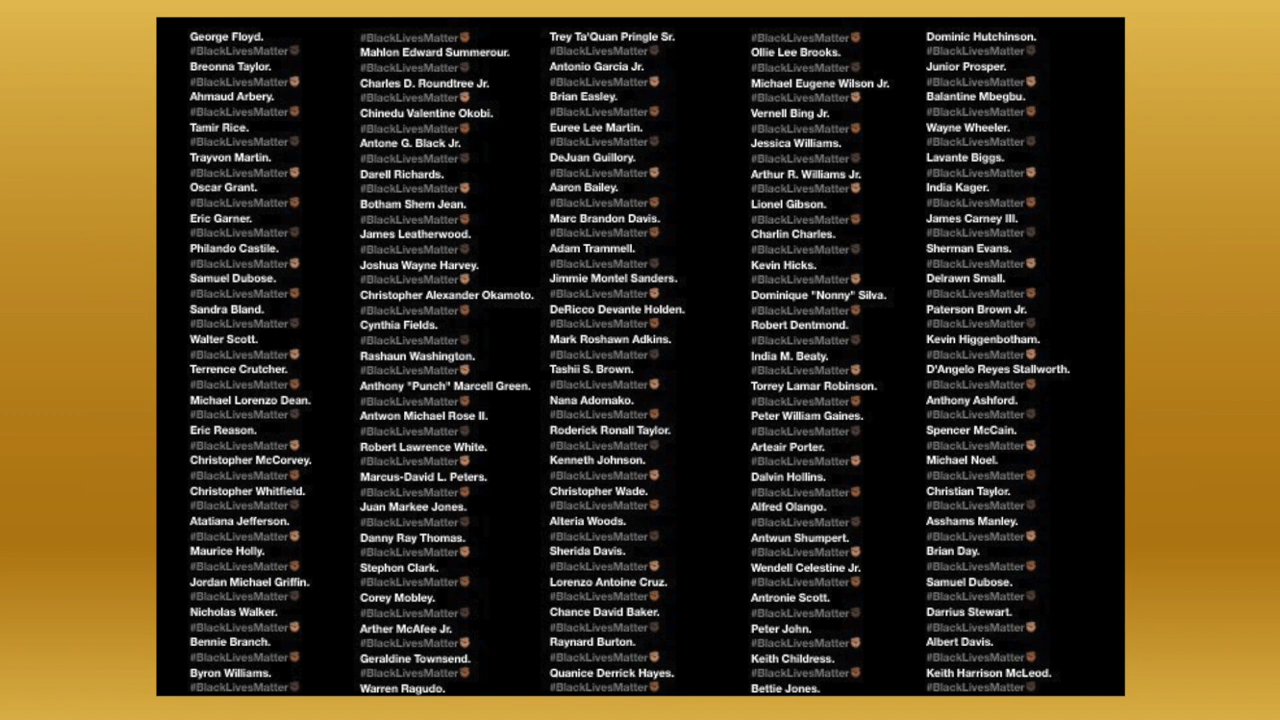 George Floyd.
#BlackLivesMatter✊🏿
Breonna Taylor.
#BlackLivesMatter✊🏽
Ahmaud Arbery.
#BlackLivesMatter✊🏾
Tamir Rice.
#BlackLivesMatter✊🏿
Trayvon Martin.
#BlackLivesMatter✊🏽
Oscar Grant.
#BlackLivesMatter✊🏾
Eric Garner.
#BlackLivesMatter✊🏿
Philando Castile.
#BlackLivesMatter✊🏽
Samuel Dubose.
#BlackLivesMatter✊🏾
Sandra Bland.
#BlackLivesMatter✊🏿
Walter Scott.
#BlackLivesMatter✊🏽
Terrence Crutcher.
#BlackLivesMatter✊🏾
Michael Lorenzo Dean.
#BlackLivesMatter✊🏿
Eric Reason.
#BlackLivesMatter✊🏽
Christopher McCorvey.
#BlackLivesMatter✊🏾
Christopher Whitfield.
#BlackLivesMatter✊🏿
Atatiana Jefferson.
#BlackLivesMatter✊🏽
Maurice Holly.
#BlackLivesMatter✊🏾
Jordan Michael Griffin.
#BlackLivesMatter✊🏿
Nicholas Walker.
#BlackLivesMatter✊🏽
Bennie Branch.
#BlackLivesMatter✊🏾
Byron Williams.
#BlackLivesMatter✊🏿
#BlackLivesMatter✊🏾
Mahlon Edward Summerour.
#BlackLivesMatter✊🏿
Charles D. Roundtree Jr.
#BlackLivesMatter✊🏽
Chinedu Valentine Okobi.
#BlackLivesMatter✊🏾
Antone G. Black Jr.
#BlackLivesMatter✊🏿
Darell Richards.
#BlackLivesMatter✊🏽
Botham Shem Jean.
#BlackLivesMatter✊🏾
James Leatherwood.
#BlackLivesMatter✊🏿
Joshua Wayne Harvey.
#BlackLivesMatter✊🏽
Christopher Alexander Okamoto.
#BlackLivesMatter✊🏾
Cynthia Fields.
#BlackLivesMatter✊🏿
Rashaun Washington.
#BlackLivesMatter✊🏽
Anthony "Punch" Marcell Green.
#BlackLivesMatter✊🏾
Antwon Michael Rose II.
#BlackLivesMatter✊🏿
Robert Lawrence White.
#BlackLivesMatter✊🏽
Marcus-David L. Peters.
#BlackLivesMatter✊🏾
Juan Markee Jones.
#BlackLivesMatter✊🏿
Danny Ray Thomas.
#BlackLivesMatter✊🏽
Stephon Clark.
#BlackLivesMatter✊🏾
Corey Mobley.
#BlackLivesMatter✊🏿
Arther McAfee Jr.
#BlackLivesMatter✊🏽
Geraldine Townsend.
#BlackLivesMatter✊🏾
Warren Ragudo.
Trey Ta'Quan Pringle Sr.
#BlackLivesMatter✊🏿
Antonio Garcia Jr.
#BlackLivesMatter✊🏽
Brian Easley.
#BlackLivesMatter✊🏾
Euree Lee Martin.
#BlackLivesMatter✊🏿
DeJuan Guillory.
#BlackLivesMatter✊🏽
Aaron Bailey.
#BlackLivesMatter✊🏾
Marc Brandon Davis.
#BlackLivesMatter✊🏾
Adam Trammell.
#BlackLivesMatter✊🏿
Jimmie Montel Sanders.
#BlackLivesMatter✊🏽
DeRicco Devante Holden.
#BlackLivesMatter✊🏾
Mark Roshawn Adkins.
#BlackLivesMatter✊🏿
Tashii S. Brown.
#BlackLivesMatter✊🏽
Nana Adomako.
#BlackLivesMatter✊🏾
Roderick Ronall Taylor.
#BlackLivesMatter✊🏿
Kenneth Johnson.
#BlackLivesMatter✊🏽
Christopher Wade.
#BlackLivesMatter✊🏾
Alteria Woods.
#BlackLivesMatter✊🏿
Sherida Davis.
#BlackLivesMatter✊🏽
Lorenzo Antoine Cruz.
#BlackLivesMatter✊🏾
Chance David Baker.
#BlackLivesMatter✊🏿
Raynard Burton.
#BlackLivesMatter✊🏽
Quanice Derrick Hayes.
#BlackLivesMatter✊🏾
#BlackLivesMatter✊🏾
Ollie Lee Brooks.
#BlackLivesMatter✊🏿
Michael Eugene Wilson Jr.
#BlackLivesMatter✊🏽
Vernell Bing Jr.
#BlackLivesMatter✊🏾
Jessica Williams.
#BlackLivesMatter✊🏿
Arthur R. Williams Jr.
#BlackLivesMatter✊🏽
Lionel Gibson.
#BlackLivesMatter✊🏾
Charlin Charles.
#BlackLivesMatter✊🏿
Kevin Hicks.
#BlackLivesMatter✊🏽
Dominique "Nonny" Silva.
#BlackLivesMatter✊🏾
Robert Dentmond.
#BlackLivesMatter✊🏿
India M. Beaty.
#BlackLivesMatter✊🏽
Torrey Lamar Robinson.
#BlackLivesMatter✊🏾
Peter William Gaines.
#BlackLivesMatter✊🏿
Arteair Porter.
#BlackLivesMatter✊🏽
Dalvin Hollins.
#BlackLivesMatter✊🏾
Alfred Olango.
#BlackLivesMatter✊🏿
Antwun Shumpert.
#BlackLivesMatter✊🏽
Wendell Celestine Jr.
#BlackLivesMatter✊🏾
Antronie Scott.
#BlackLivesMatter✊🏿
Peter John.
#BlackLivesMatter✊🏽
Keith Childress.
#BlackLivesMatter✊🏾
Bettie Jones.
Dominic Hutchinson.
#BlackLivesMatter✊🏿
Junior Prosper.
#BlackLivesMatter✊🏽
Balantine Mbegbu.
#BlackLivesMatter✊🏾
Wayne Wheeler.
#BlackLivesMatter✊🏿
Lavante Biggs.
#BlackLivesMatter✊🏽
India Kager.
#BlackLivesMatter✊🏾
James Carney III.
#BlackLivesMatter✊🏿
Sherman Evans.
#BlackLivesMatter✊🏽
Delrawn Small.
#BlackLivesMatter✊🏾
Paterson Brown Jr.
#BlackLivesMatter✊🏿
Kevin Higgenbotham.
#BlackLivesMatter✊🏽
D'Angelo Reyes Stallworth.
#BlackLivesMatter✊🏾
Anthony Ashford.
#BlackLivesMatter✊🏿
Spencer McCain.
#BlackLivesMatter✊🏽
Michael Noel.
#BlackLivesMatter✊🏾
Christian Taylor.
#BlackLivesMatter✊🏿
Asshams Manley.
#BlackLivesMatter✊🏽
Brian Day.
#BlackLivesMatter✊🏾
Samuel Dubose.
#BlackLivesMatter✊🏿
Darrius Stewart.
#BlackLivesMatter✊🏽
Albert Davis.
#BlackLivesMatter✊🏾
Keith Harrison McLeod.
#BlackLivesMatter✊🏿